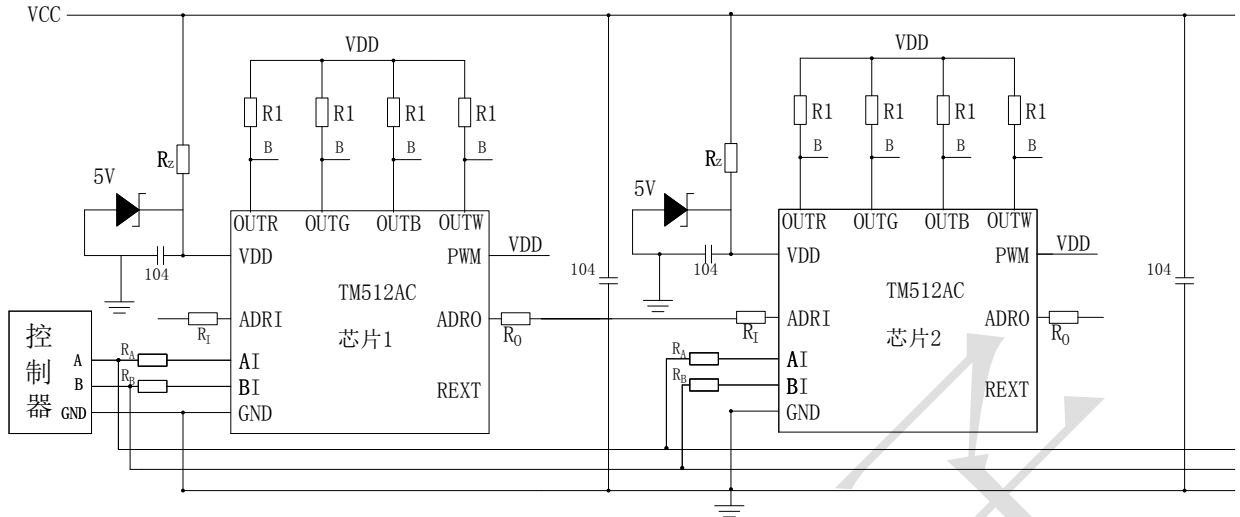 VCC
VDD
VDD
R1 R1 R1 R1
R1 R1 R1 R1
B B B B
B B B B
Rz
Rz
5V
5V
OUTR OUTG OUTB OUTW
OUTR OUTG OUTB OUTW
104
VDD
PWM
VDD
104
104
VDD
PWM
VDD
104
TM512AC
TM512AC
ADRI
ADRO
ADRI
ADRO
RI
芯片1
RO
RI
芯片2
RO
控制器
A
B
GND
RA
RB
AI
BI
GND
REXT
RA
RB
AI
BI
GND
REXT